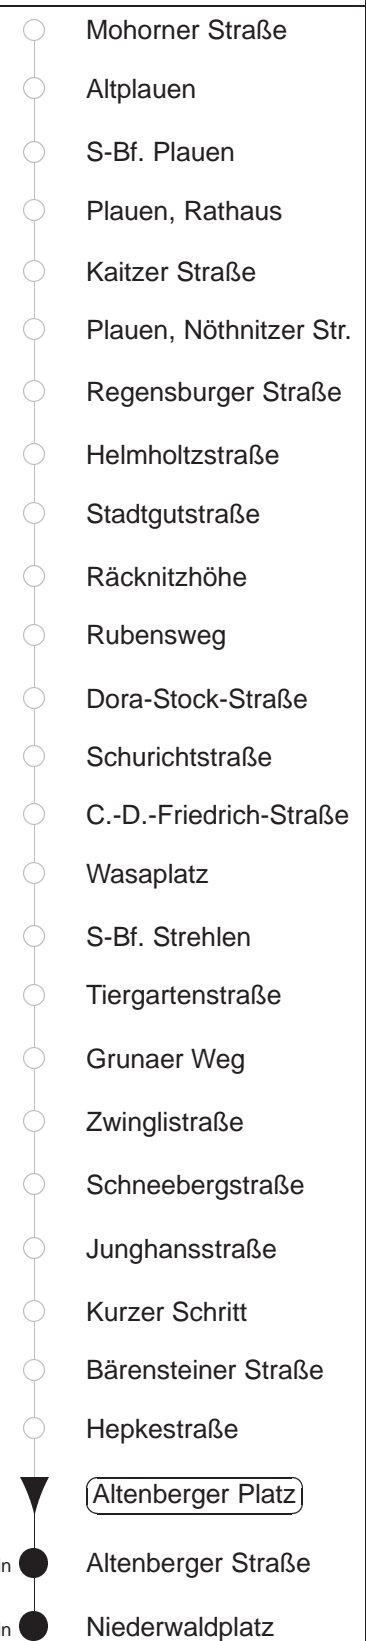 Mohorner Straße
Altplauen
S-Bf. Plauen
Plauen, Rathaus
Kaitzer Straße
Plauen, Nöthnitzer Str.
Regensburger Straße
Helmholtzstraße
Stadtgutstraße
Räcknitzhöhe
Rubensweg
Dora-Stock-Straße
Schurichtstraße
C.-D.-Friedrich-Straße
Wasaplatz
S-Bf. Strehlen
Tiergartenstraße
Grunaer Weg
Zwinglistraße
Schneebergstraße
Junghansstraße
Kurzer Schritt
Bärensteiner Straße
Hepkestraße
Altenberger Platz
Altenberger Straße
Niederwaldplatz